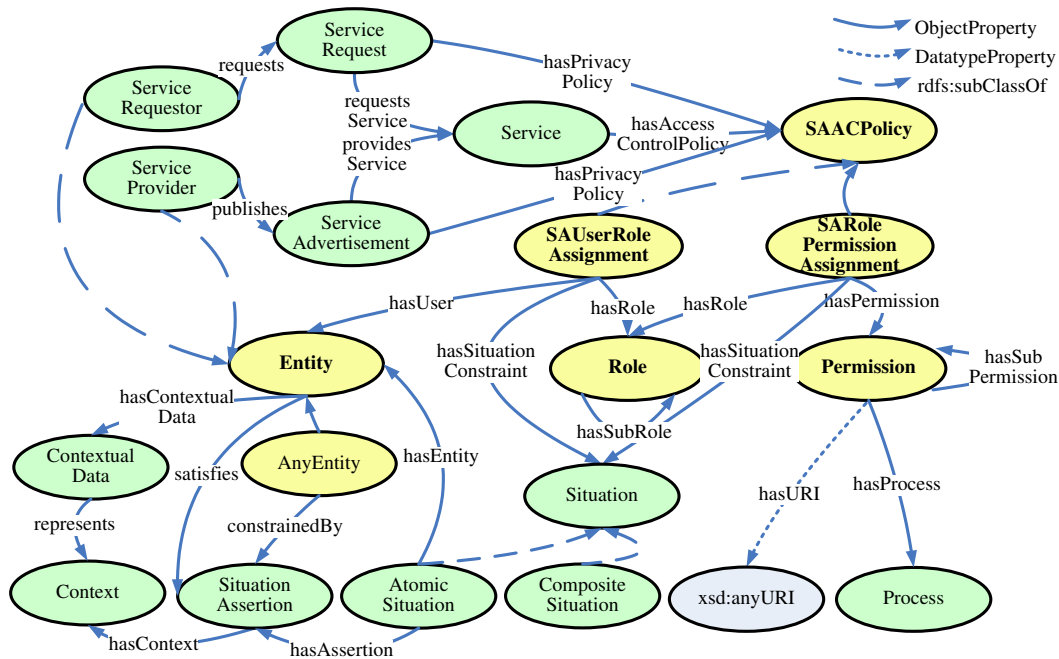 Service
Request
ObjectProperty
DatatypeProperty
rdfs:subClassOf
requests
hasPrivacy
Policy
Service
Requestor
requests
Service
Service
hasAccess
ControlPolicy
SAACPolicy
provides
Service
Service
Provider
publishes
hasPrivacy
Policy
Service
Advertisement
SAUserRole
Assignment
SARole
Permission
Assignment
hasUser
hasRole
hasRole
hasPermission
Entity
hasSituation
Constraint
Role
hasSituation
Constraint
Permission
hasSub
Permission
hasContextual
Data
hasSubRole
Contextual
Data
satisfies
AnyEntity
hasEntity
Situation
hasURI
hasProcess
represents
constrainedBy
Context
Situation
Assertion
Atomic
Situation
Composite
Situation
xsd:anyURI
Process
hasContext
hasAssertion